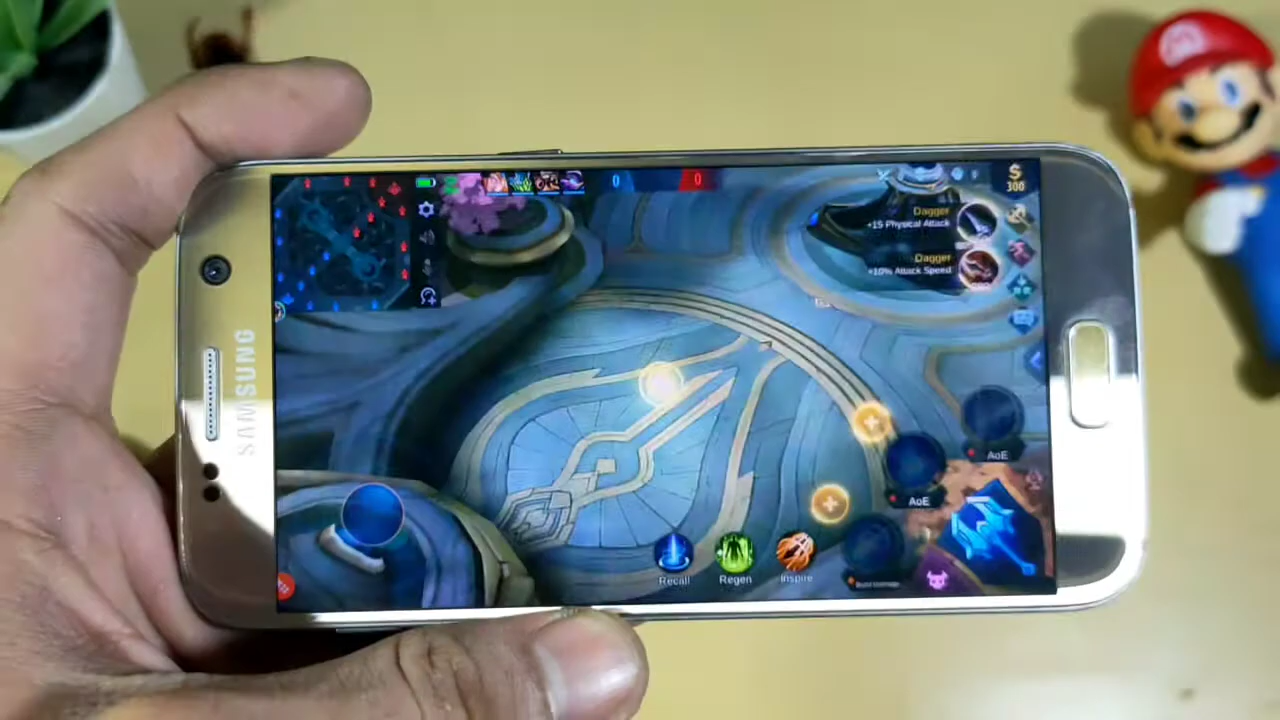 SAMSUNG
0
0
$
300
Dagger
+15 Physical Attack
Dagger
+10% Attack Speed
AoE
AoE
Recall
Regen
Inspire